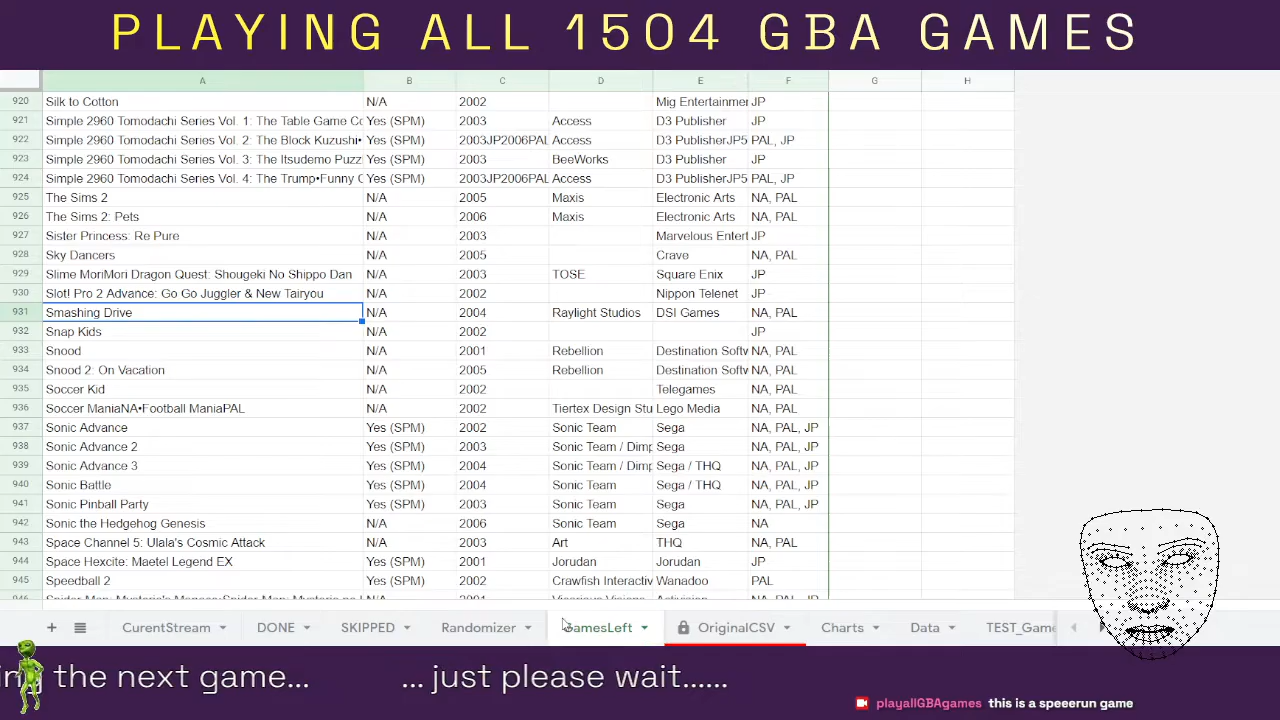 PLAYING ALL 1504 GBA GAMES
A B C D E F G H
920 Silk to Cotton N/A 2002 Mig Entertainmer JP
921 Simple 2960 Tomodachi Series Vol. 1: The Table Game Cc Yes (SPM) 2003 Access D3 Publisher JP
922 Simple 2960 Tomodachi Series Vol. 2: The Block Kuzushi• Yes (SPM) 2003JP2006PAL Access D3 PublisherJP5 PAL, JP
923 Simple 2960 Tomodachi Series Vol. 3: The Itsudemo Puzz Yes (SPM) 2003 BeeWorks D3 Publisher JP
924 Simple 2960 Tomodachi Series Vol. 4: The Trump•Funny C Yes (SPM) 2003JP2006PAL Access D3 PublisherJP5 PAL, JP
925 The Sims 2 N/A 2005 Maxis Electronic Arts NA, PAL
926 The Sims 2: Pets N/A 2006 Maxis Electronic Arts NA, PAL
927 Sister Princess: Re Pure N/A 2003 Marvelous Entert JP
928 Sky Dancers N/A 2005 Crave NA, PAL
929 Slime MoriMori Dragon Quest: Shougeki No Shippo Dan N/A 2003 TOSE Square Enix JP
930 Slot! Pro 2 Advance: Go Go Juggler & New Tairyou N/A 2002 Nippon Telenet JP
931 Smashing Drive N/A 2004 Raylight Studios DSI Games NA, PAL
932 Snap Kids N/A 2002 JP
933 Snood N/A 2001 Rebellion Destination Softw NA, PAL
934 Snood 2: On Vacation N/A 2005 Rebellion Destination Softw NA, PAL
935 Soccer Kid N/A 2002 Telegames NA, PAL
936 Soccer ManiaNA•Football ManiaPAL N/A 2002 Tiertex Design Stu Lego Media NA, PAL
937 Sonic Advance Yes (SPM) 2002 Sonic Team Sega NA, PAL, JP
938 Sonic Advance 2 Yes (SPM) 2003 Sonic Team / Dimp Sega NA, PAL, JP
939 Sonic Advance 3 Yes (SPM) 2004 Sonic Team / Dimp Sega / THQ NA, PAL, JP
940 Sonic Battle Yes (SPM) 2004 Sonic Team Sega / THQ NA, PAL, JP
941 Sonic Pinball Party Yes (SPM) 2003 Sonic Team Sega NA, PAL, JP
942 Sonic the Hedgehog Genesis N/A 2006 Sonic Team Sega NA
943 Space Channel 5: Ulala's Cosmic Attack N/A 2003 Art THQ NA, PAL
944 Space Hexcite: Maetel Legend EX Yes (SPM) 2001 Jorudan Jorudan JP
945 Speedball 2 Yes (SPM) 2002 Crawfish Interactiv Wanadoo PAL
+ CurentStream DONE SKIPPED Randomizer GamesLeft OriginalCSV Charts Data TEST_Game
ing the next game... ... just please wait......
playallGBAgames this is a speeerun game